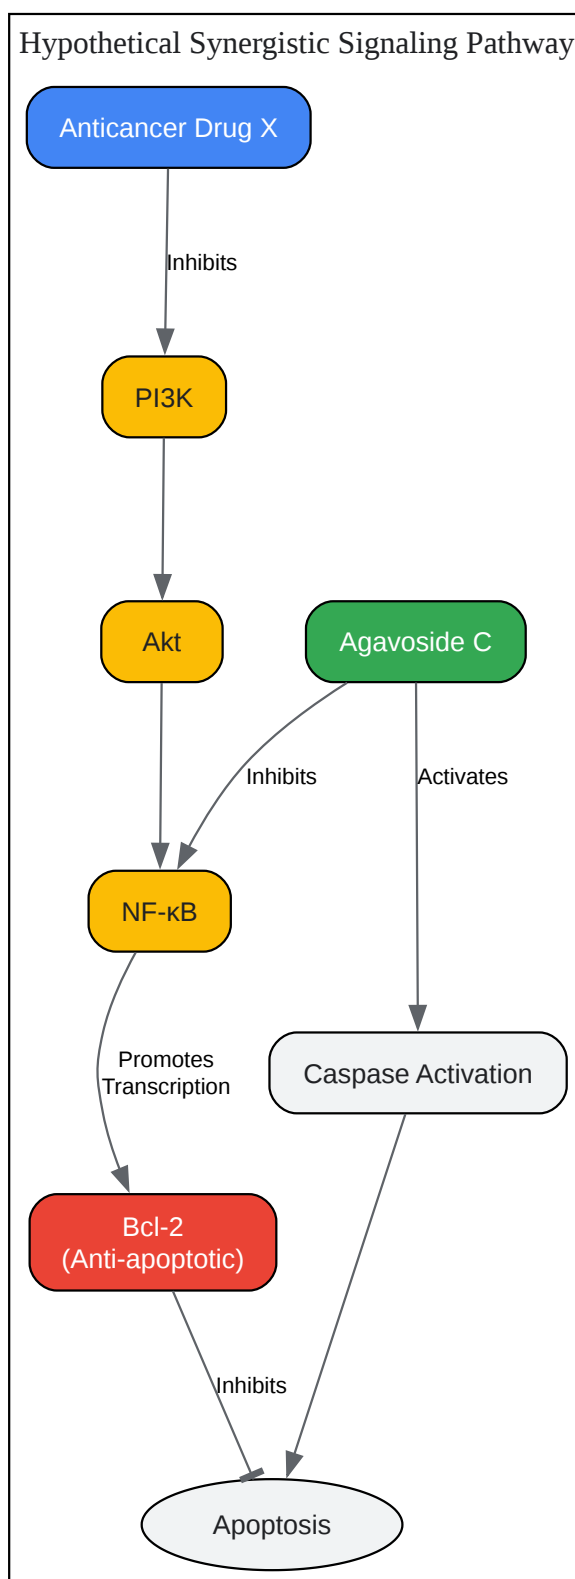 Hypothetical Synergistic Signaling Pathway
Anticancer Drug X
Inhibits
PI3K
Akt
Agavoside C
Inhibits
Activates
NF-κB
Promotes
Transcription
Caspase Activation
Bcl-2
(Anti-apoptotic)
Inhibits
Apoptosis